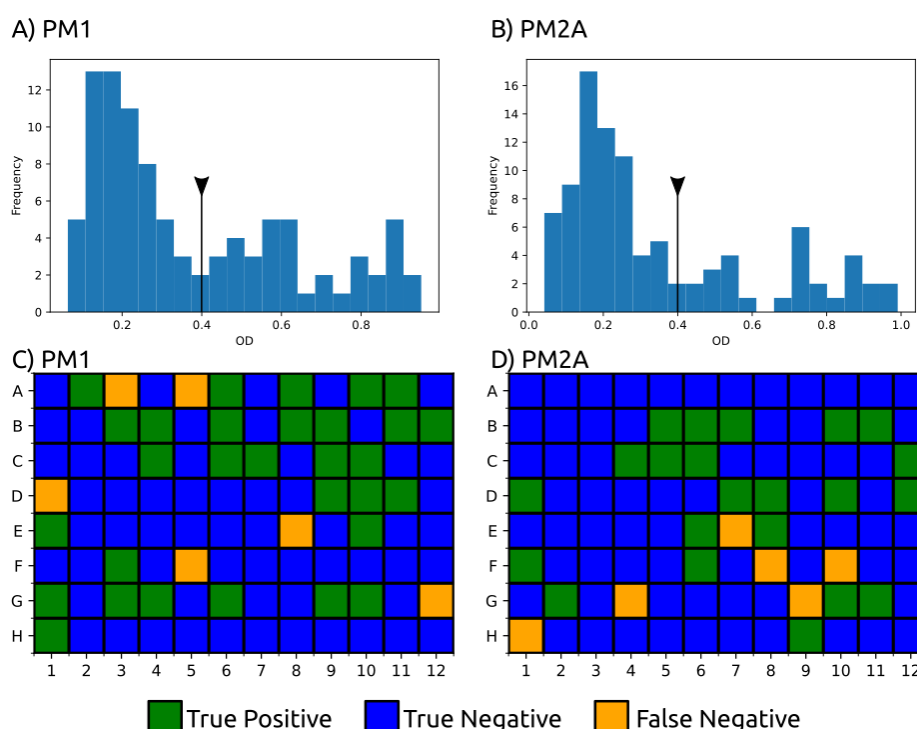 A) PM1
B) PM2A
12
10
8
6
4
2
0
Frequency
0.2
0.4
0.6
0.8
OD
16
14
12
10
8
6
4
2
0
Frequency
0.0
0.2
0.4
0.6
0.8
1.0
OD
C) PM1
D) PM2A
A
B
C
D
E
F
G
H
1 2 3 4 5 6 7 8 9 10 11 12
A
B
C
D
E
F
G
H
1 2 3 4 5 6 7 8 9 10 11 12
True Positive
True Negative
False Negative